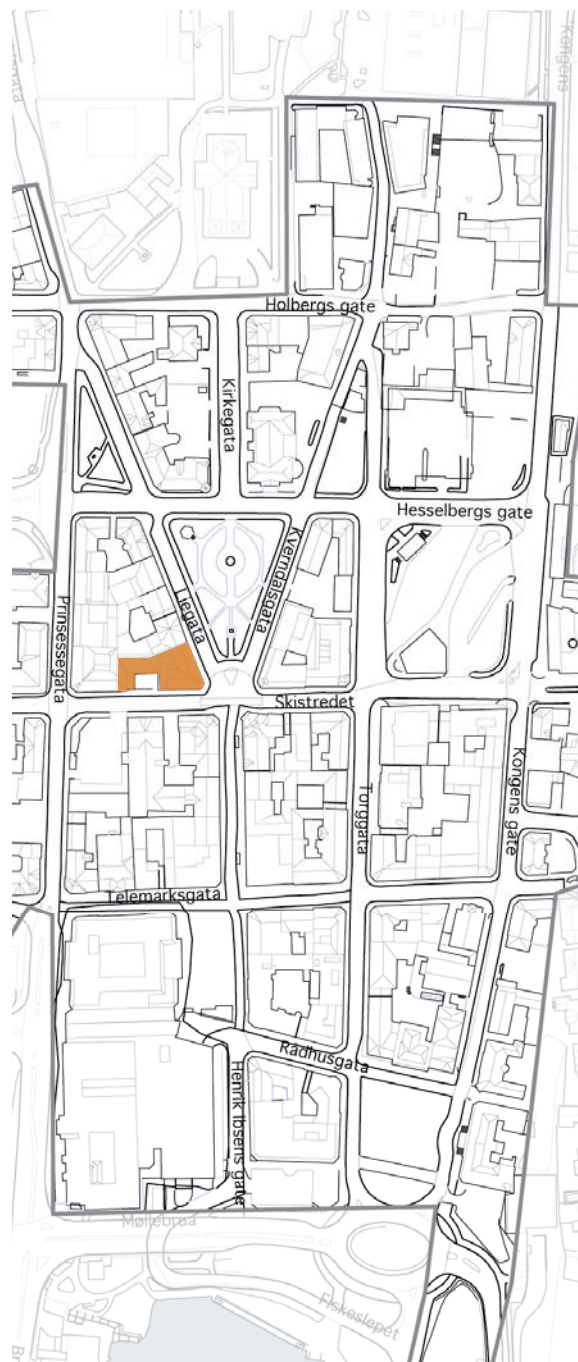 Kongens
Holbergs gate
Kirkegata
Hesselbergs gate
Kverndalsgata
Liegata
Prinsessegata
Skistredet
Torggata
Kongens gate
Telemarksgata
Rådhusgata
Henrik Ibsens gate
Møllebrua
Fiskeslepet